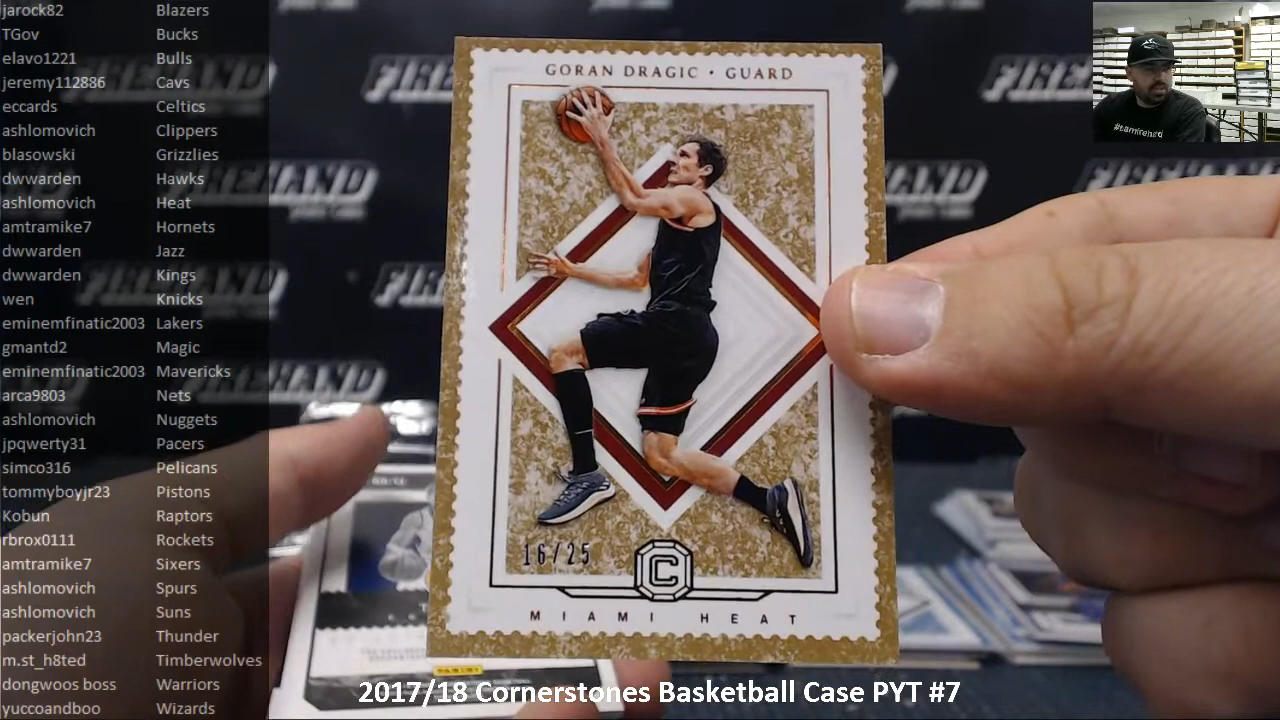 jarock82 Blazers
TGov Bucks
elavo1221 Bulls
jeremy112886 Cavs
eccards Celtics
ashlomovich Clippers
blasowski Grizzlies
dwwarden Hawks
ashlomovich Heat
amtramike7 Hornets
dwwarden Jazz
dwwarden Kings
wen Knicks
eminemfinatic2003 Lakers
gmantd2 Magic
eminemfinatic2003 Mavericks
arca9803 Nets
ashlomovich Nuggets
jpqwerty31 Pacers
simco316 Pelicans
tommyboyjr23 Pistons
Kobun Raptors
rbrox0111 Rockets
amtramike7 Sixers
ashlomovich Spurs
ashlomovich Suns
packerjohn23 Thunder
m.st_h8ted Timberwolves
dongwoos boss Warriors
yuccoandboo Wizards
GORAN DRAGIC • GUARD
16/25
C
MIAMI HEAT
PANINI
FIREHAND
2017/18 Cornerstones Basketball Case PYT #7